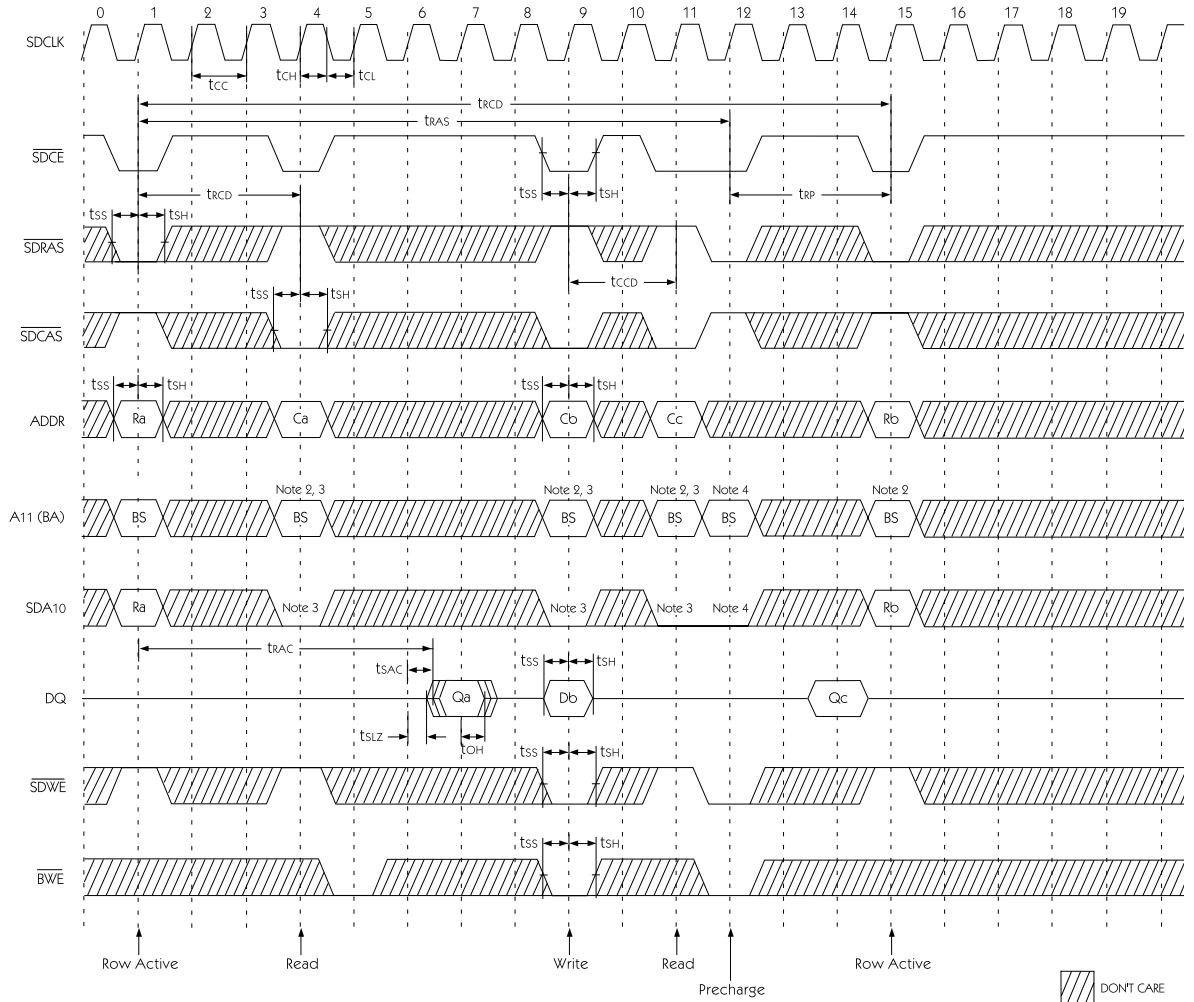 0 1 2 3 4 5 6 7 8 9 10 11 12 13 14 15 16 17 18 19
SDCLK
tCC tCH tCL
tRCD
tRAS
SDCE
tRCD tSS tSH tRP
tSS tSH
SDRAS
tCCD
tSS tSH
SDCAS
tSS tSH tSS tSH
ADDR Ra Ca Cb Cc Rb
Note 2, 3 Note 2, 3 Note 2, 3 Note 4 Note 2
A11 (BA) BS BS BS BS BS BS
SDA10 Ra Note 3 Note 3 Note 3 Note 4 Rb
tRAC
tSAC tSS tSH
DQ Qa Db Qc
tSLZ tOH
tSS tSH
SDWE
tSS tSH
BWE
Row Active Read Write Read Row Active
Precharge
DON'T CARE